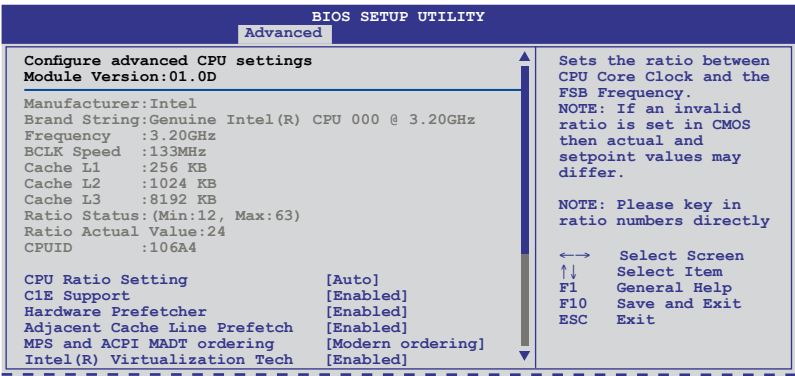 BIOS SETUP UTILITY
Advanced
Configure advanced CPU settings
Module Version:01.0D
Manufacturer:Intel
Brand String:Genuine Intel(R) CPU 000 @ 3.20GHz
Frequency :3.20GHz
BCLK Speed :133MHz
Cache L1 :256 KB
Cache L2 :1024 KB
Cache L3 :8192 KB
Ratio Status:(Min:12, Max:63)
Ratio Actual Value:24
CPUID :106A4
CPU Ratio Setting [Auto]
C1E Support [Enabled]
Hardware Prefetcher [Enabled]
Adjacent Cache Line Prefetch [Enabled]
MPS and ACPI MADT ordering [Modern ordering]
Intel(R) Virtualization Tech [Enabled]
Sets the ratio between
CPU Core Clock and the
FSB Frequency.
NOTE: If an invalid
ratio is set in CMOS
then actual and
setpoint values may
differ.
NOTE: Please key in
ratio numbers directly
←→ Select Screen
↑↓ Select Item
F1 General Help
F10 Save and Exit
ESC Exit